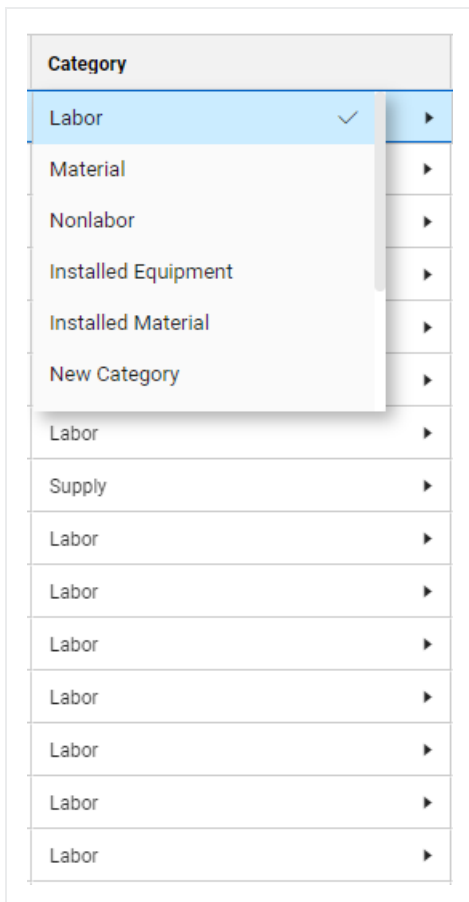 Category
Labor
Material
Nonlabor
Installed Equipment
Installed Material
New Category
Labor
Supply
Labor
Labor
Labor
Labor
Labor
Labor
Labor